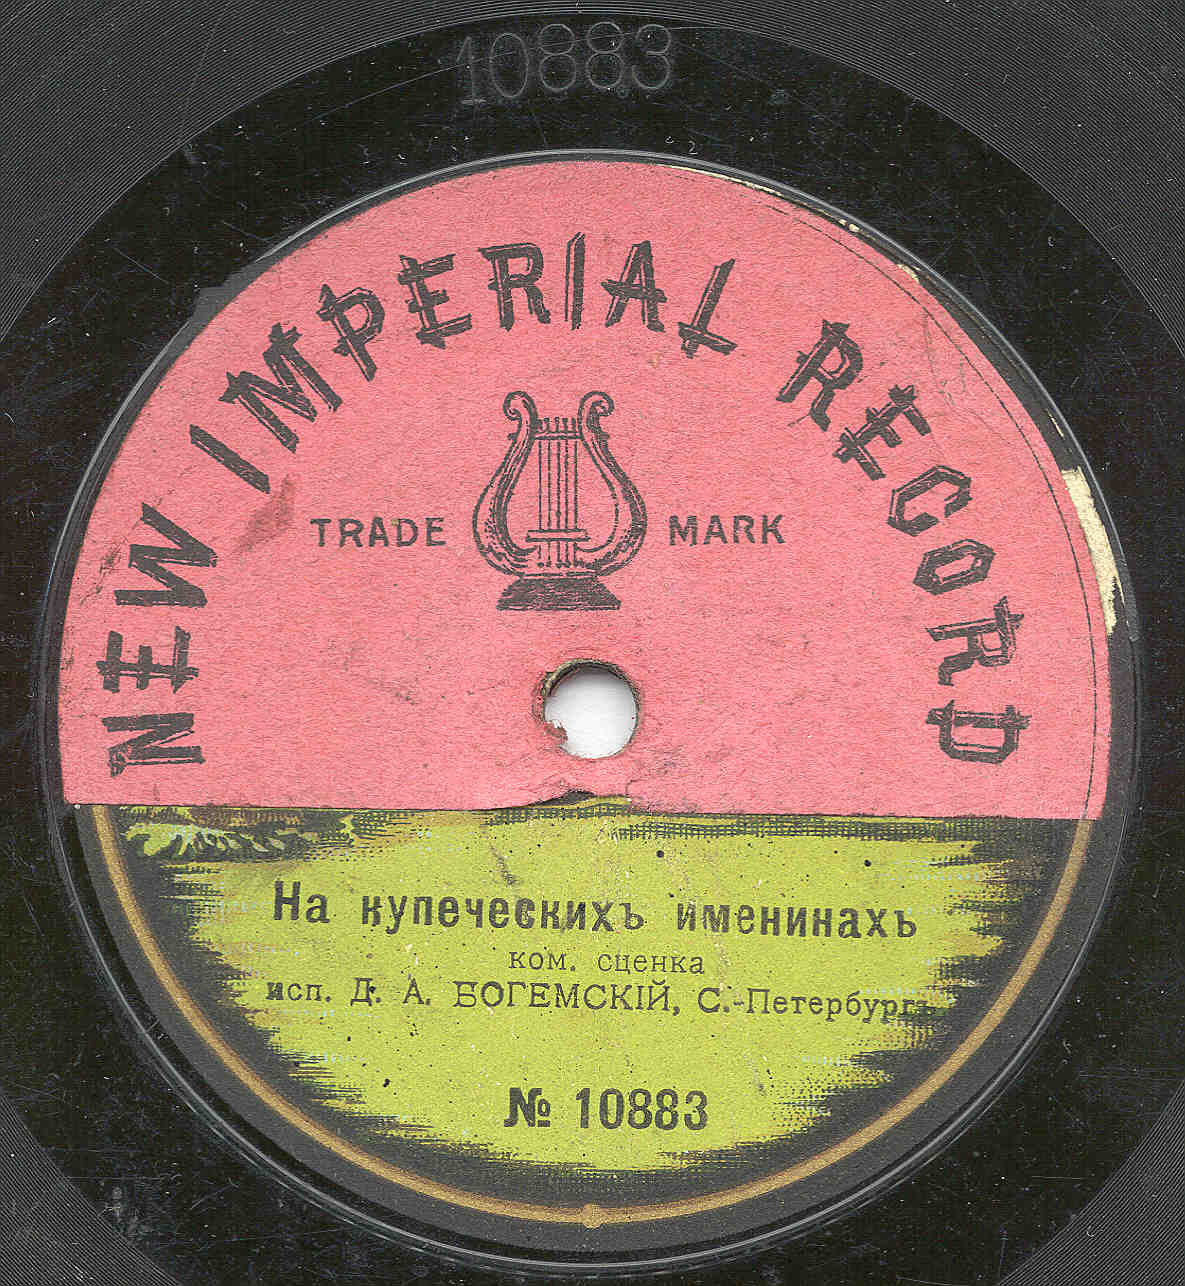 10883
NEW IMPERIAL RECORD
TRADE MARK
На купеческихъ именинахъ
ком. сценка
исп. Д. А. БОГЕМСКІЙ, С.-Петербургъ
№ 10883